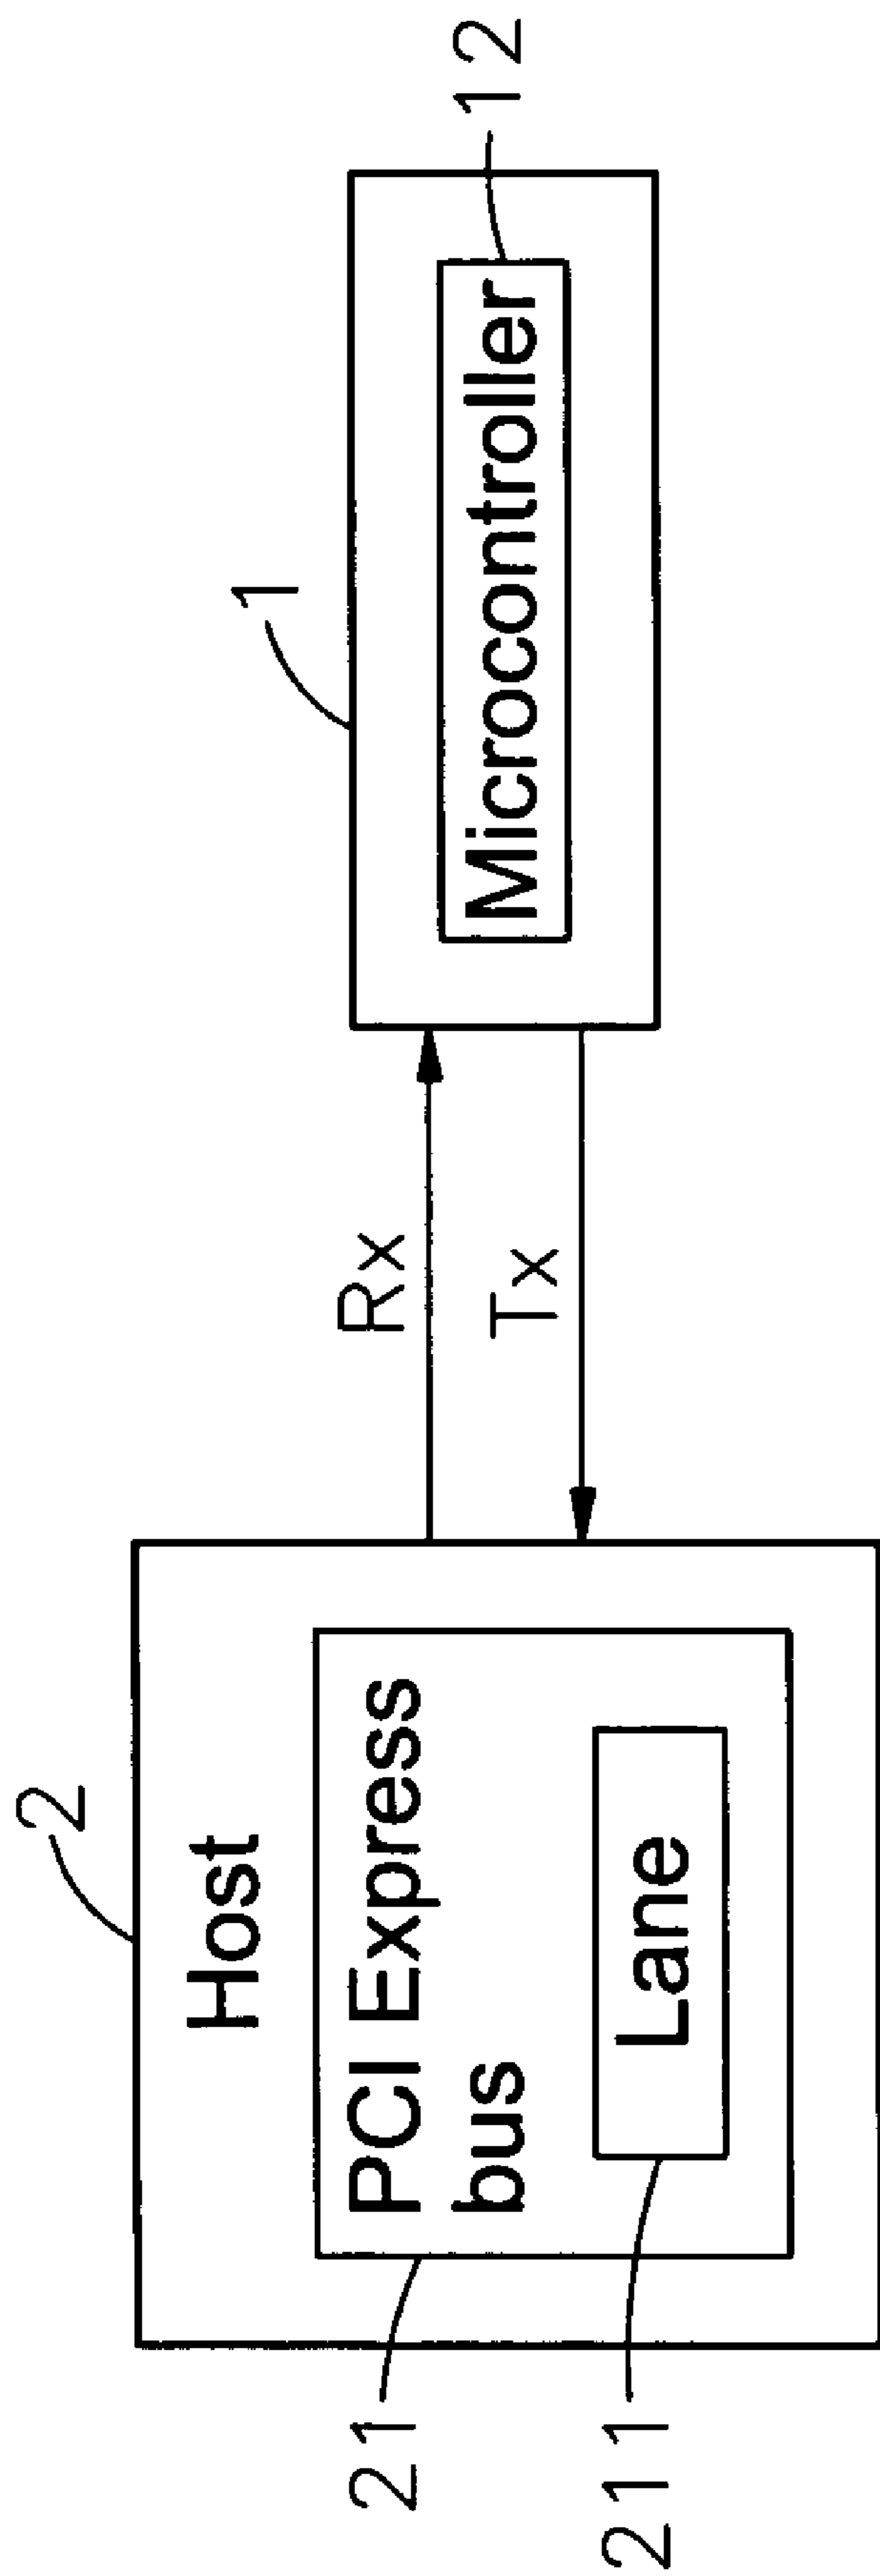 2
1
12
Host
PCI Express
bus
Lane
Rx
Tx
Microcontroller
21
211